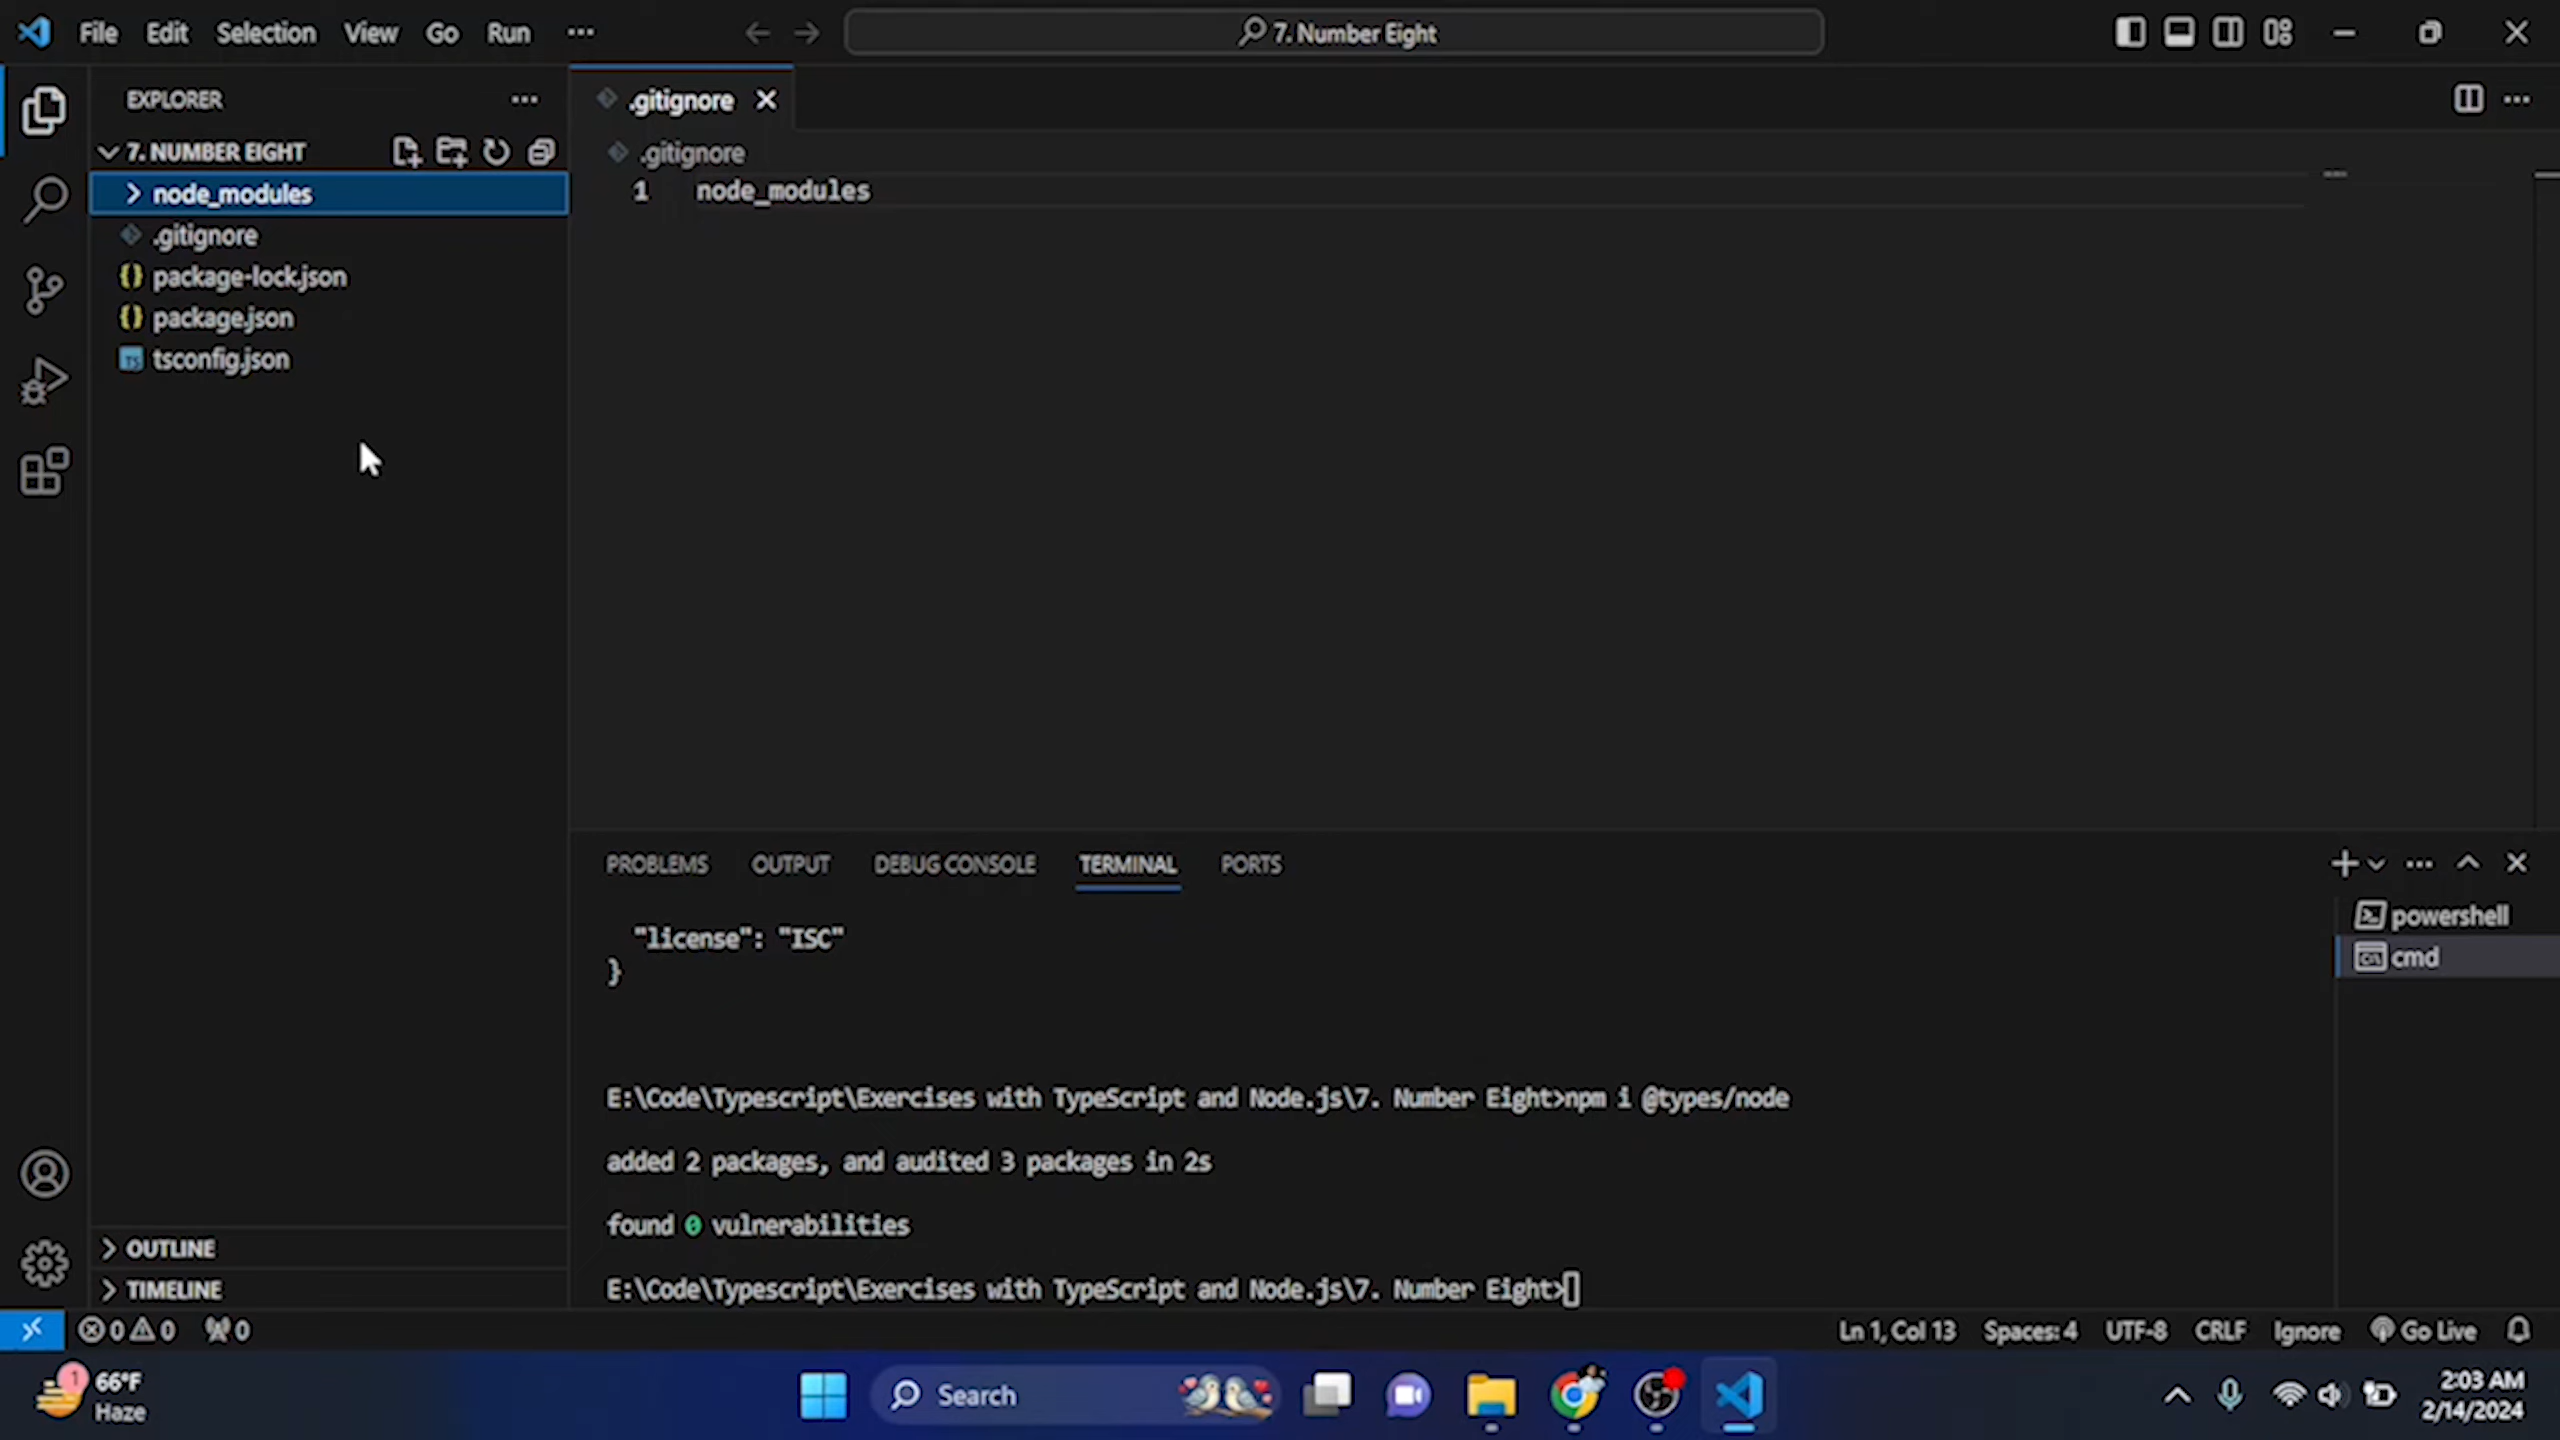 File Edit Selection View Go Run ···
7. Number Eight
EXPLORER
7. NUMBER EIGHT
node_modules
.gitignore
package-lock.json
package.json
tsconfig.json
OUTLINE
TIMELINE
.gitignore
.gitignore
1 node_modules
PROBLEMS OUTPUT DEBUG CONSOLE TERMINAL PORTS
"license": "ISC"
}
E:\Code\Typescript\Exercises with TypeScript and Node.js\7. Number Eight>npm i @types/node
added 2 packages, and audited 3 packages in 2s
found 0 vulnerabilities
E:\Code\Typescript\Exercises with TypeScript and Node.js\7. Number Eight>
powershell
cmd
0 0 0
Ln 1, Col 13 Spaces: 4 UTF-8 CRLF Ignore Go Live
1
66°F
Haze
Search
2:03 AM
2/14/2024